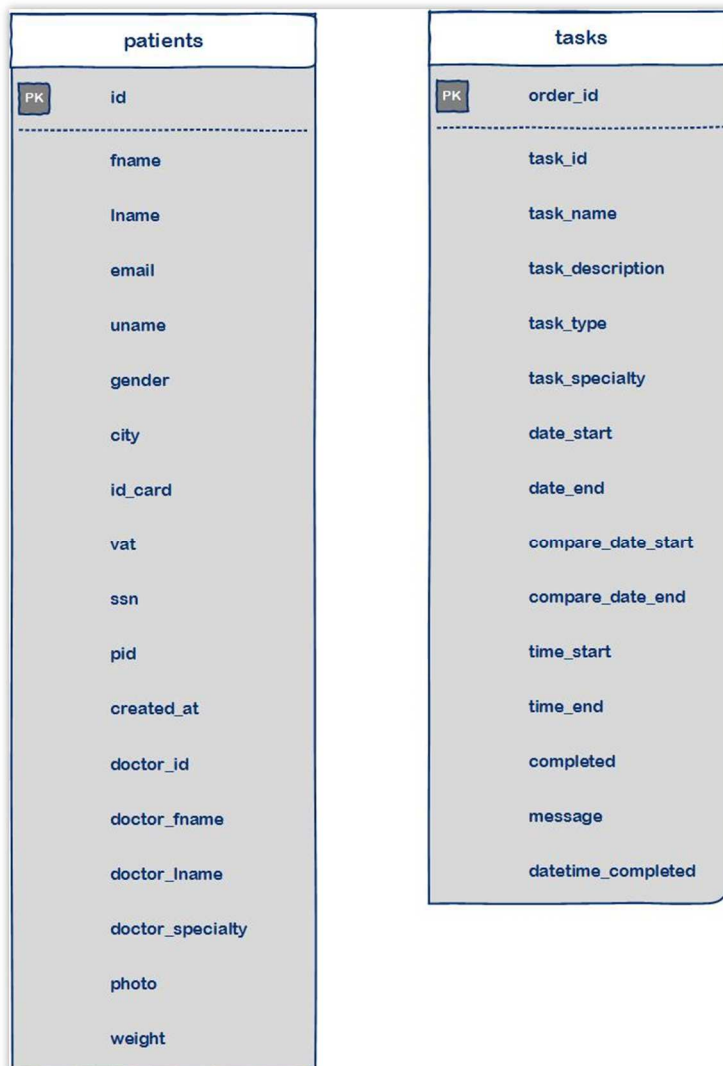 patients
PK id
fname
lname
email
uname
gender
city
id_card
vat
ssn
pid
created_at
doctor_id
doctor_fname
doctor_lname
doctor_specialty
photo
weight
tasks
PK order_id
task_id
task_name
task_description
task_type
task_specialty
date_start
date_end
compare_date_start
compare_date_end
time_start
time_end
completed
message
datetime_completed